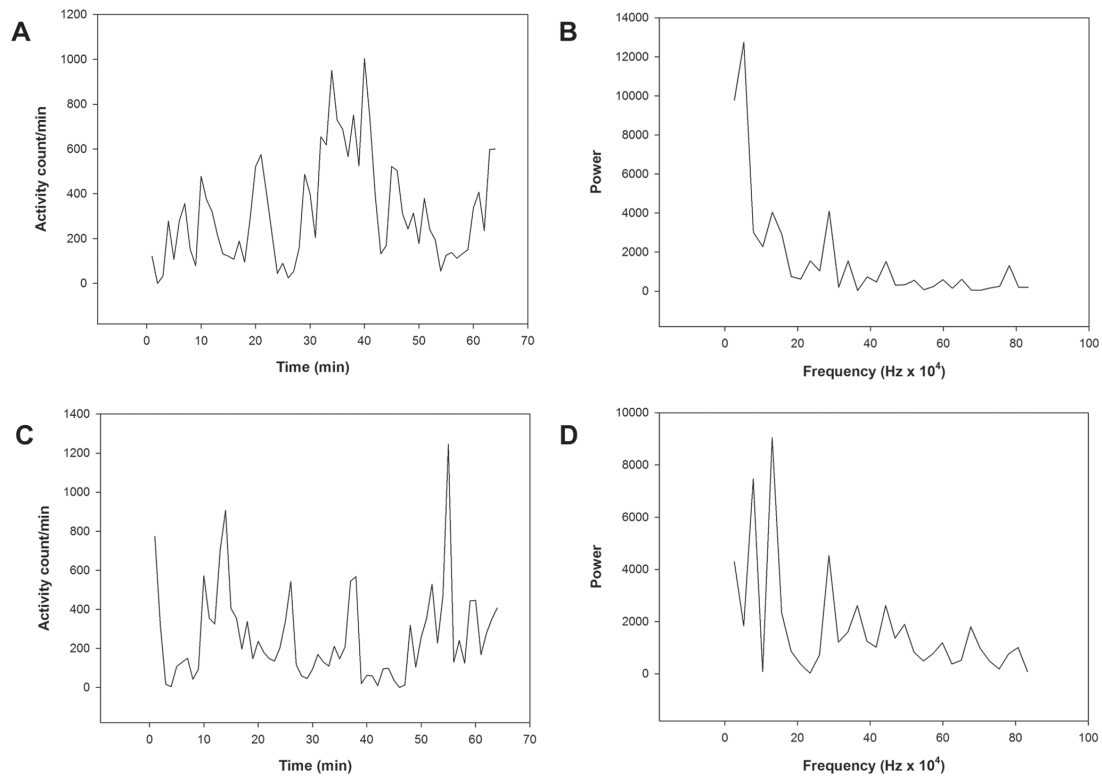 A
1200
1000
800
600
400
200
0
Activity count/min
0 10 20 30 40 50 60 70
Time (min)
B
14000
12000
10000
8000
6000
4000
2000
0
Power
0 20 40 60 80 100
Frequency (Hz x 10⁴)
C
1400
1200
1000
800
600
400
200
0
Activity count/min
0 10 20 30 40 50 60 70
Time (min)
D
10000
8000
6000
4000
2000
0
Power
0 20 40 60 80 100
Frequency (Hz x 10⁴)